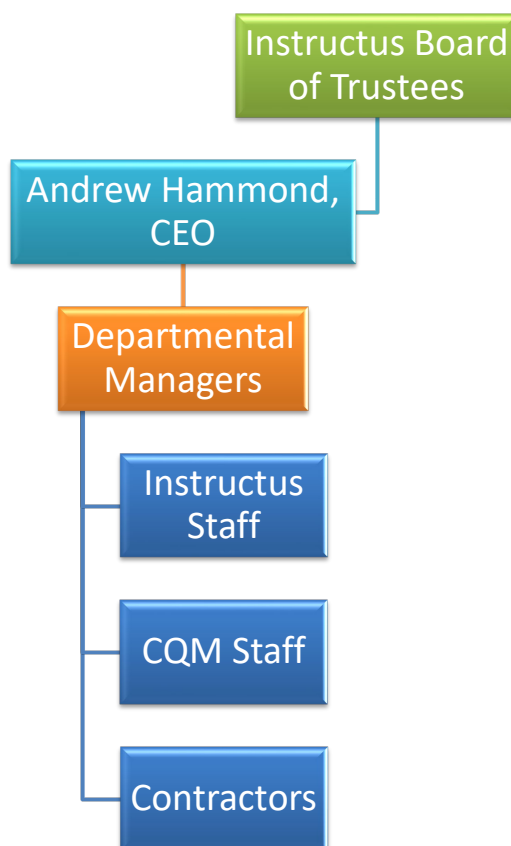 Instructus Board
of Trustees
Andrew Hammond,
CEO
Departmental
Managers
Instructus
Staff
CQM Staff
Contractors